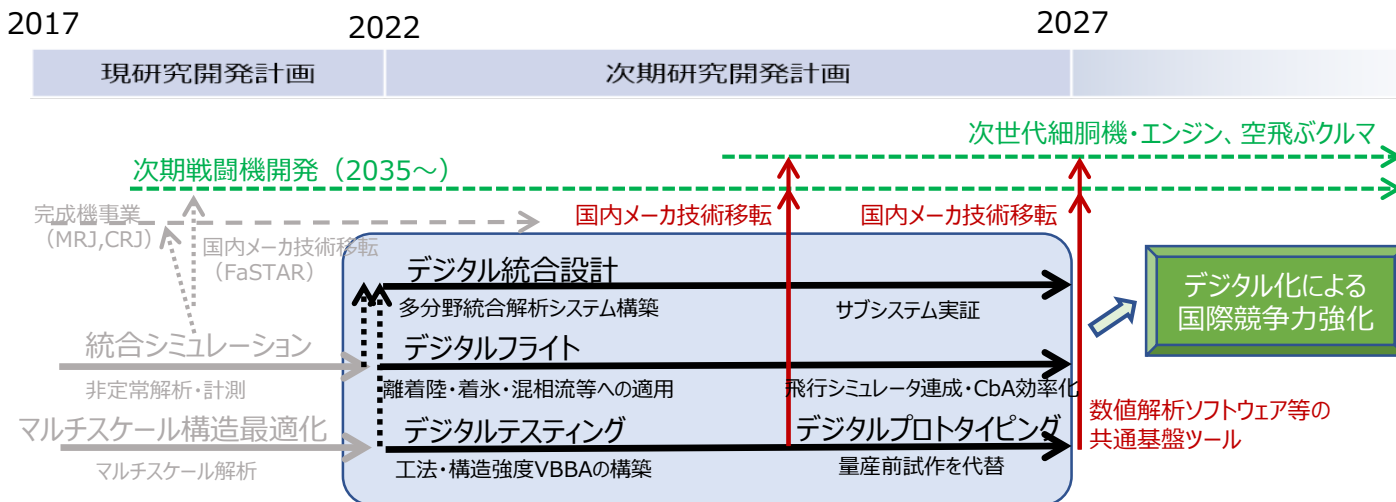 2017
2022
2027
現研究開発計画
次期研究開発計画
次世代細胴機・エンジン、空飛ぶクルマ
次期戦闘機開発（2035～）
完成機事業
（MRJ,CRJ）
国内メーカ技術移転
（FaSTAR）
国内メーカ技術移転
国内メーカ技術移転
デジタル統合設計
多分野統合解析システム構築
サブシステム実証
デジタル化による
国際競争力強化
統合シミュレーション
非定常解析・計測
デジタルフライト
離着陸・着氷・混相流等への適用
飛行シミュレータ連成・CbA効率化
マルチスケール構造最適化
マルチスケール解析
デジタルテスティング
工法・構造強度VBBAの構築
デジタルプロトタイピング
量産前試作を代替
数値解析ソフトウェア等の
共通基盤ツール